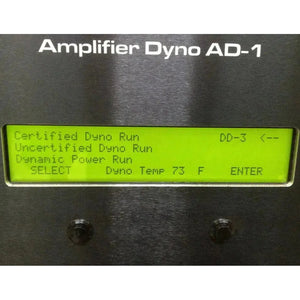 Amplifier Dyno AD-1
Certified Dyno Run DD-3 <--
Uncertified Dyno Run
Dynamic Power Run
SELECT Dyno Temp 73 F ENTER